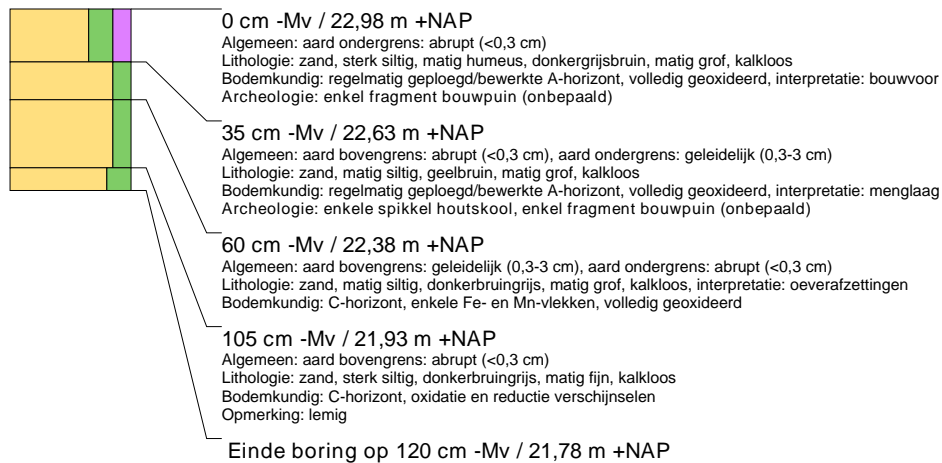 0 cm -Mv / 22,98 m +NAP
Algemeen: aard ondergrens: abrupt (<0,3 cm)
Lithologie: zand, sterk siltig, matig humeus, donkergrijsbruin, matig grof, kalkloos
Bodemkundig: regelmatig geploegd/bewerkte A-horizont, volledig geoxideerd, interpretatie: bouwvoor
Archeologie: enkel fragment bouwpuin (onbepaald)
35 cm -Mv / 22,63 m +NAP
Algemeen: aard bovengrens: abrupt (<0,3 cm), aard ondergrens: geleidelijk (0,3-3 cm)
Lithologie: zand, matig siltig, geelbruin, matig grof, kalkloos
Bodemkundig: regelmatig geploegd/bewerkte A-horizont, volledig geoxideerd, interpretatie: menglaag
Archeologie: enkele spikkel houtskool, enkel fragment bouwpuin (onbepaald)
60 cm -Mv / 22,38 m +NAP
Algemeen: aard bovengrens: geleidelijk (0,3-3 cm), aard ondergrens: abrupt (<0,3 cm)
Lithologie: zand, matig siltig, donkerbruingrijs, matig grof, kalkloos, interpretatie: oeverafzettingen
Bodemkundig: C-horizont, enkele Fe- en Mn-vlekken, volledig geoxideerd
105 cm -Mv / 21,93 m +NAP
Algemeen: aard bovengrens: abrupt (<0,3 cm)
Lithologie: zand, sterk siltig, donkerbruingrijs, matig fijn, kalkloos
Bodemkundig: C-horizont, oxidatie en reductie verschijnselen
Opmerking: lemig
Einde boring op 120 cm -Mv / 21,78 m +NAP